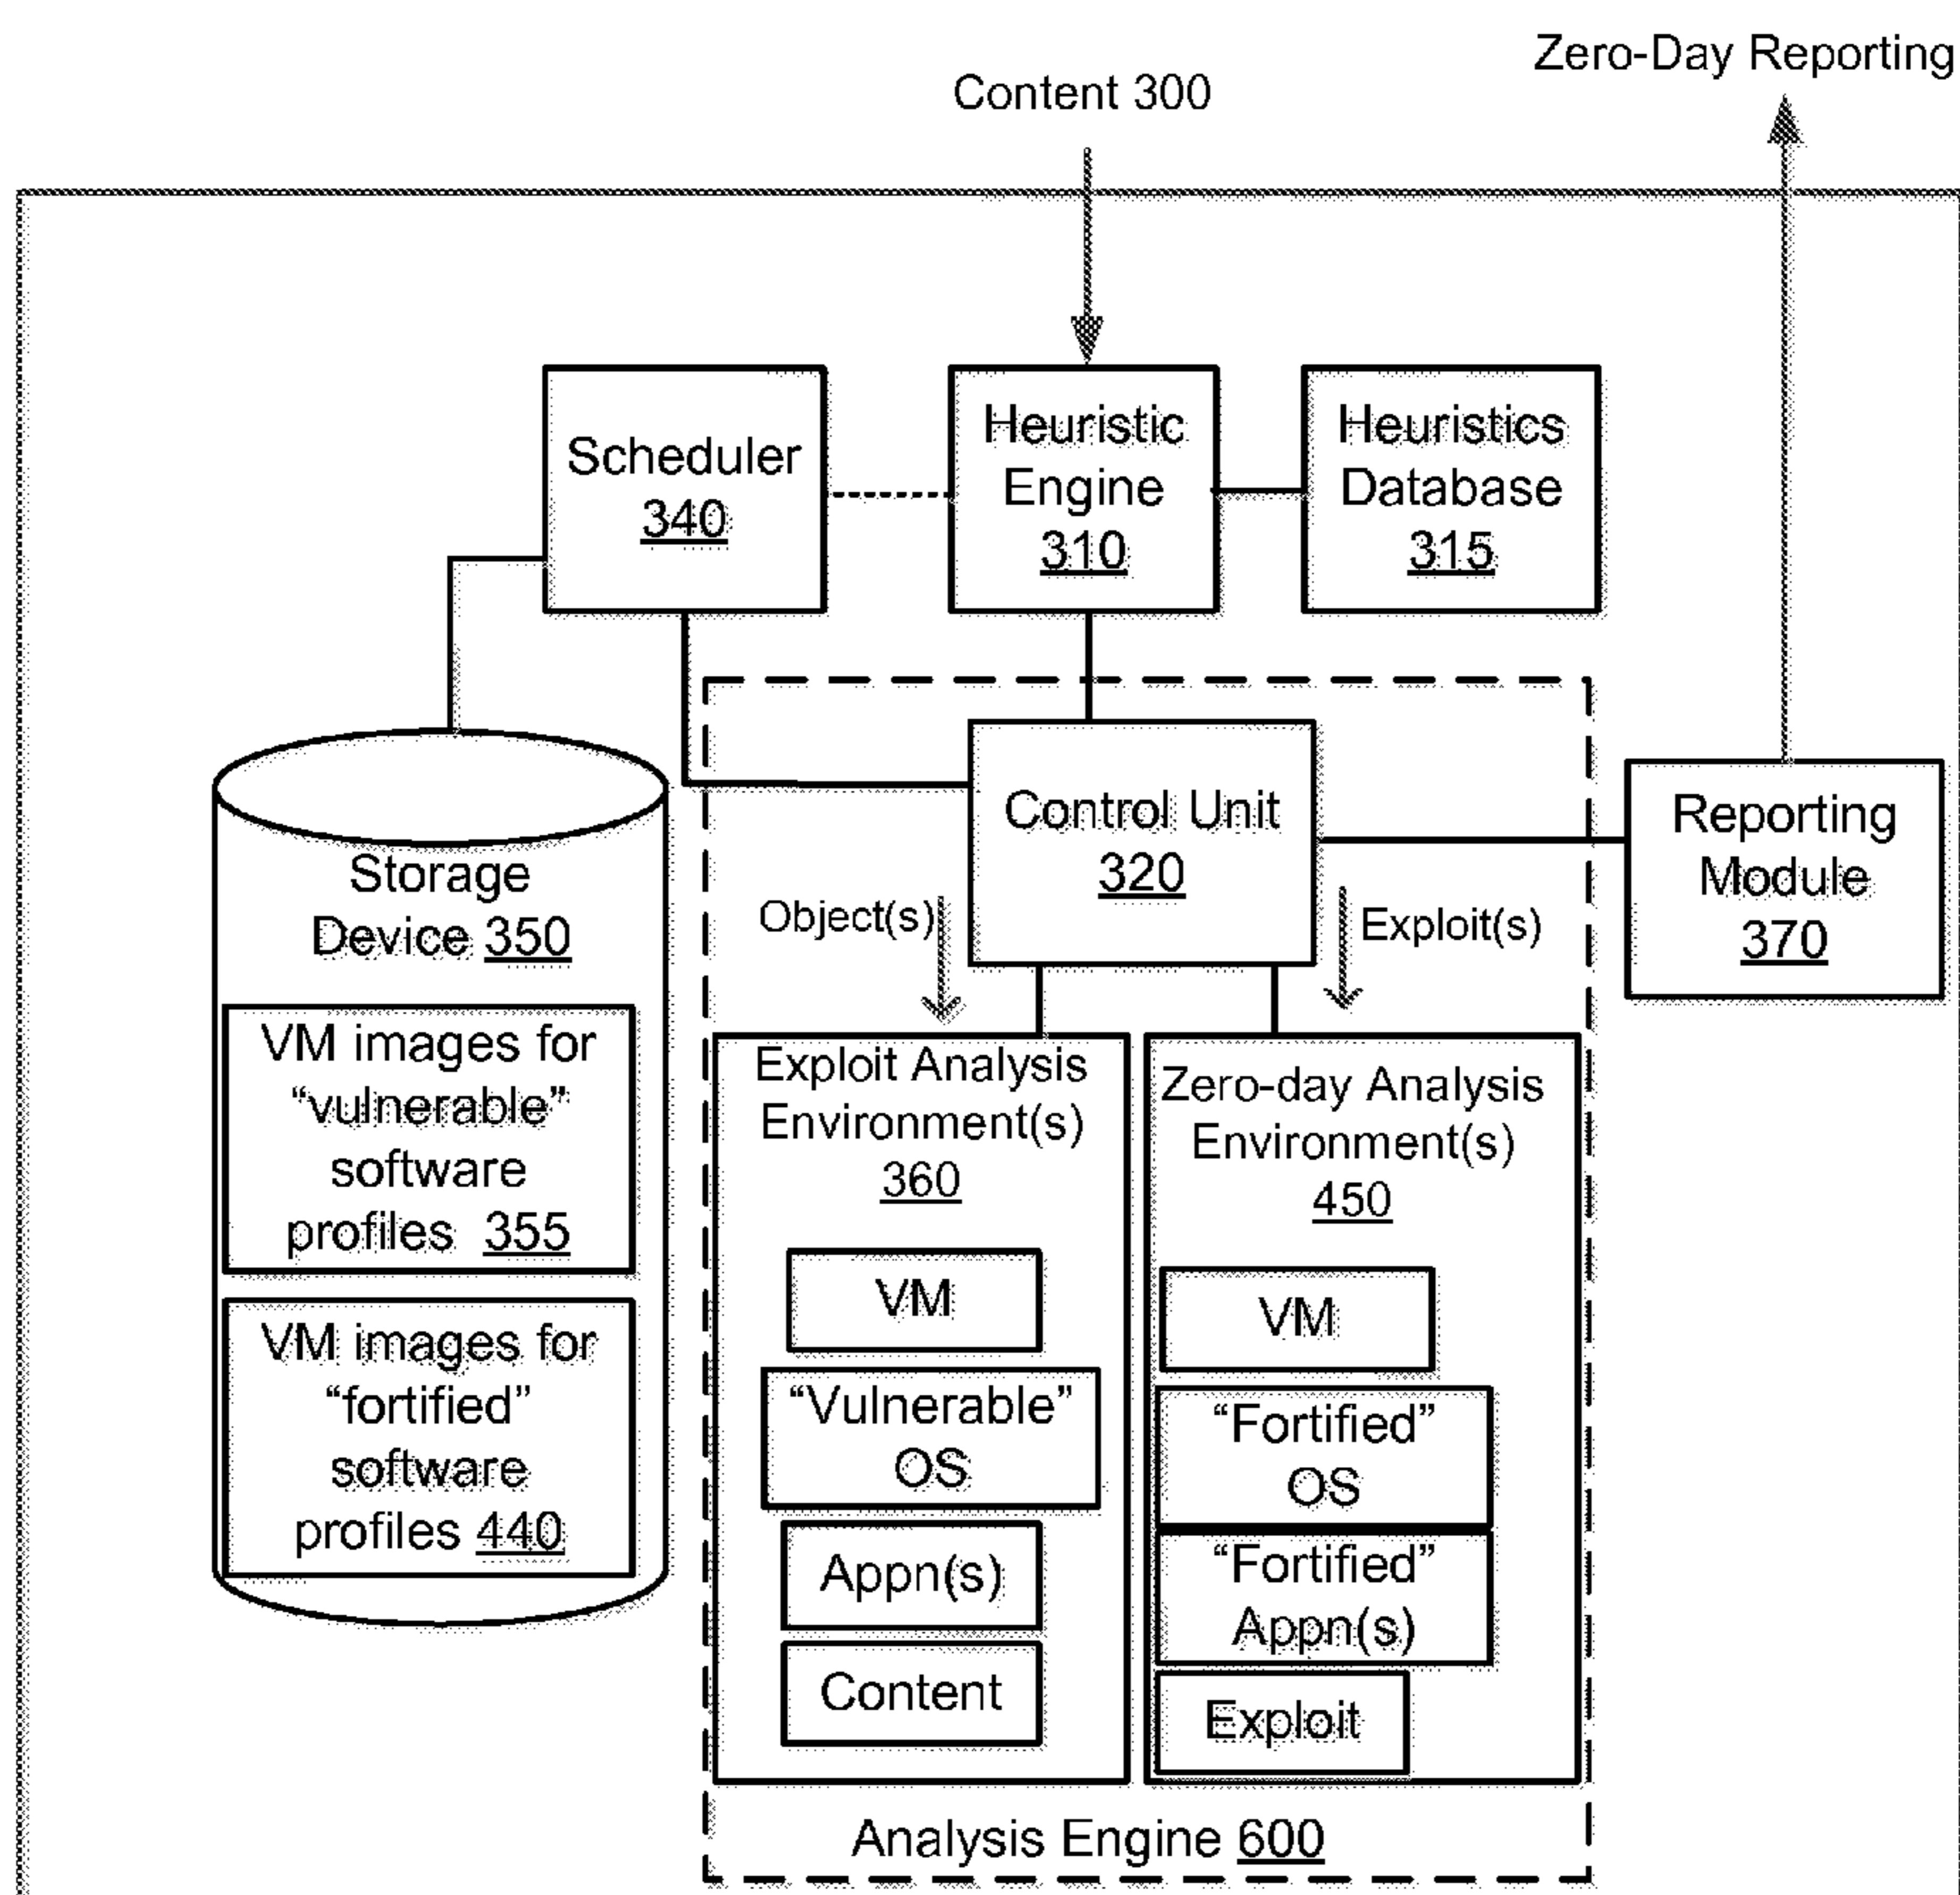 Zero-Day Reporting
Content 300
Scheduler
340
Heuristic
Engine
310
Heuristics
Database
315
Control Unit
320
Reporting
Module
370
Storage
Device 350
Object(s)
Exploit(s)
VM images for
“vulnerable”
software
profiles 355
VM images for
“fortified”
software
profiles 440
Exploit Analysis
Environment(s)
360
VM
“Vulnerable”
OS
Appn(s)
Content
Zero-day Analysis
Environment(s)
450
VM
“Fortified”
OS
“Fortified”
Appn(s)
Exploit
Analysis Engine 600